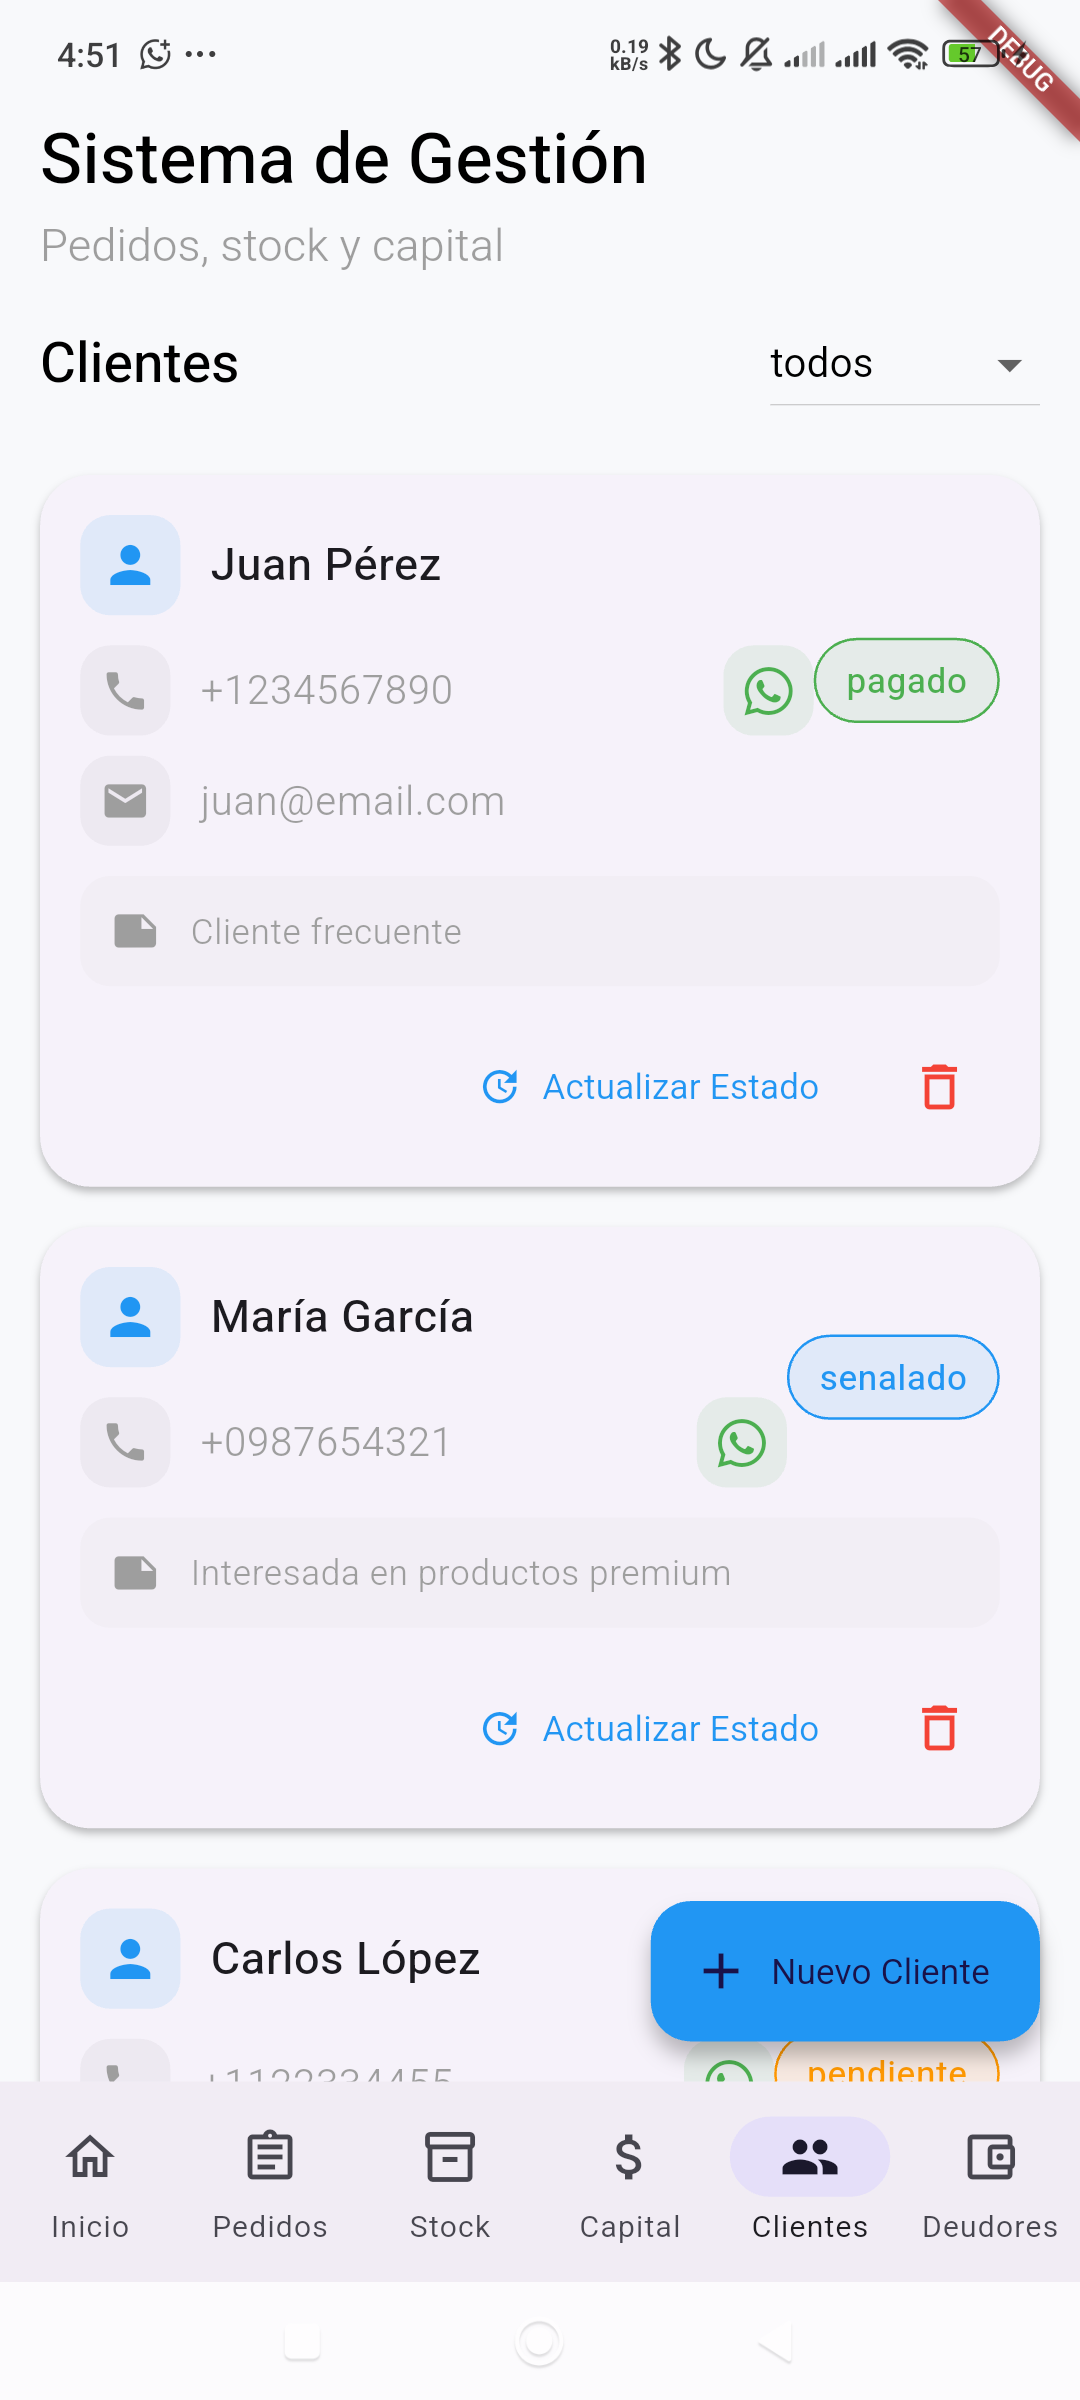 4:51
0.19
kB/s
57
DEBUG
Sistema de Gestión
Pedidos, stock y capital
Clientes
todos
Juan Pérez
+1234567890
pagado
juan@email.com
Cliente frecuente
Actualizar Estado
María García
senalado
+0987654321
Interesada en productos premium
Actualizar Estado
Carlos López
Nuevo Cliente
+1122334455
pendiente
Inicio
Pedidos
Stock
Capital
Clientes
Deudores